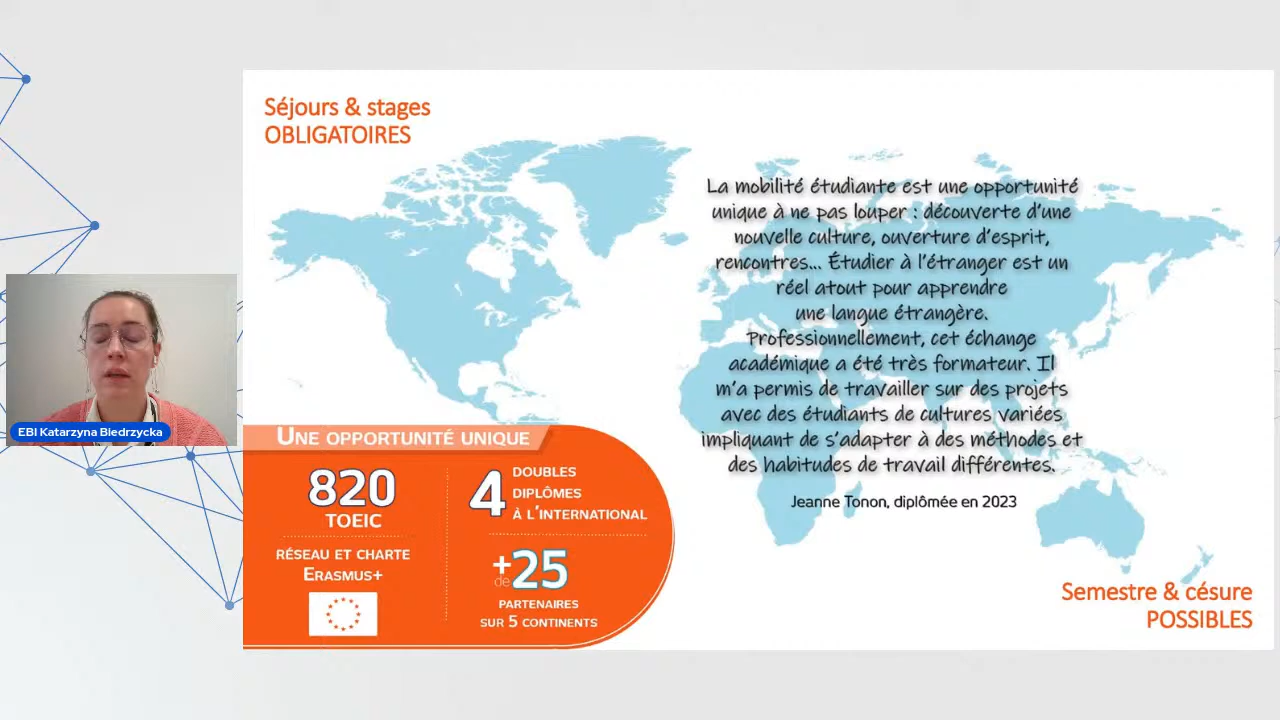 Séjours & stages
OBLIGATOIRES
La mobilité étudiante est une opportunité
unique à ne pas louper : découverte d'une
nouvelle culture, ouverture d'esprit,
rencontres... Étudier à l'étranger est un
réel atout pour apprendre
une langue étrangère.
Professionnellement, cet échange
académique a été très formateur. Il
m'a permis de travailler sur des projets
avec des étudiants de cultures variées
impliquant de s'adapter à des méthodes et
des habitudes de travail différentes.
Jeanne Tonon, diplômée en 2023
EBI Katarzyna Biedrzycka
UNE OPPORTUNITÉ UNIQUE
820
TOEIC
RÉSEAU ET CHARTE
ERASMUS+
4 DOUBLES
DIPLÔMES
À L'INTERNATIONAL
+ de 25
PARTENAIRES
SUR 5 CONTINENTS
Semestre & césure
POSSIBLES